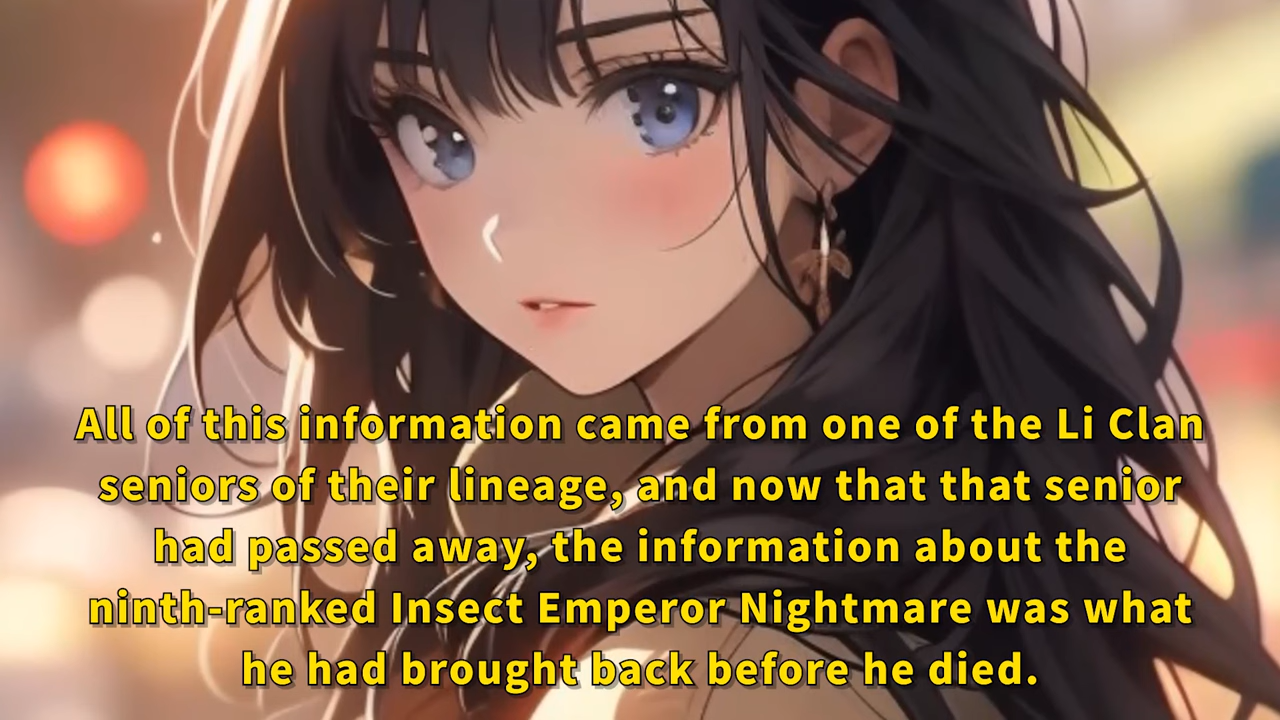 All of this information came from one of the Li Clan
seniors of their lineage, and now that that senior
had passed away, the information about the
ninth-ranked Insect Emperor Nightmare was what
he had brought back before he died.